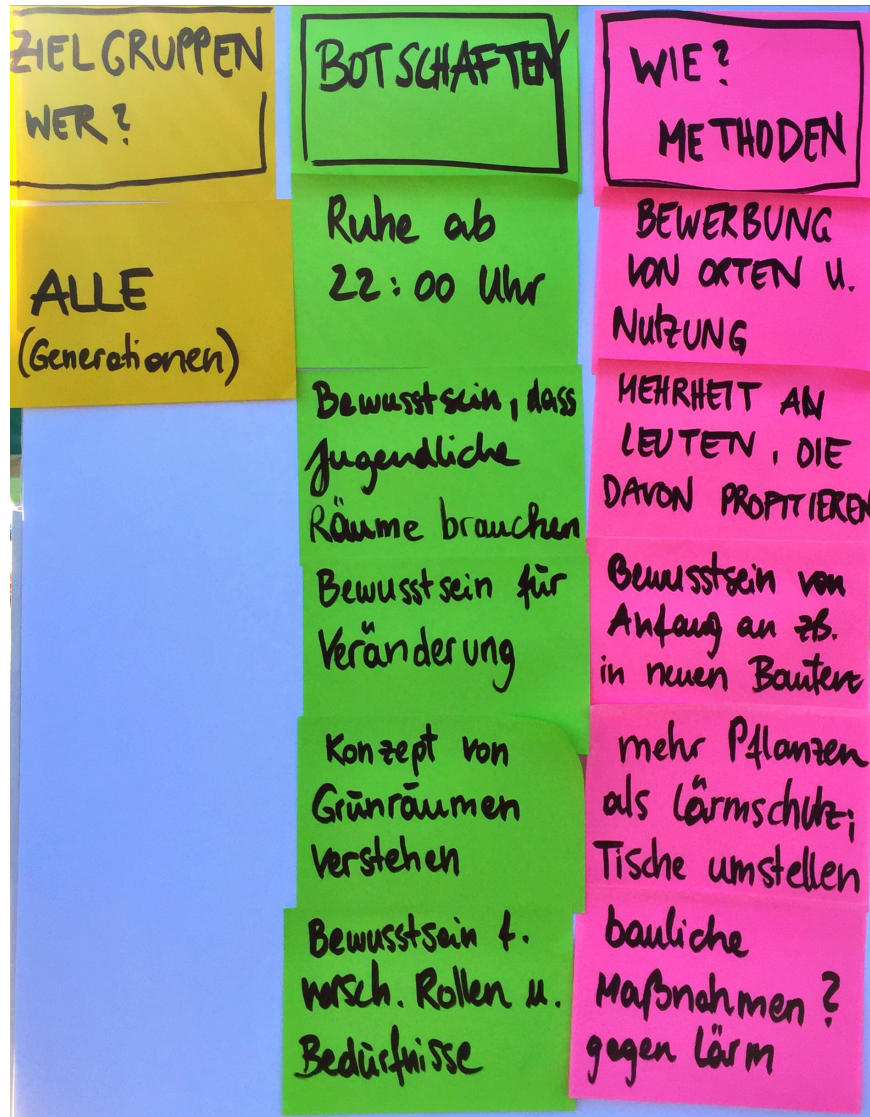 ZIELGRUPPEN
WER?
ALLE
(Generationen)
BOTSCHAFTEN
Ruhe ab
22:00 Uhr
Bewusstsein, dass
Jugendliche
Räume brauchen
Bewusstsein für
Veränderung
Konzept von
Grünräumen
verstehen
Bewusstsein f.
versch. Rollen u.
Bedürfnisse
WIE?
METHODEN
BEWERBUNG
VON ORTEN U.
NUTZUNG
MEHRHEIT AN
LEUTEN, DIE
DAVON PROFITIEREN
Bewusstsein von
Anfang an zB.
in neuen Bauten
mehr Pflanzen
als Lärmschutz;
Tische umstellen
bauliche
Maßnahmen?
gegen Lärm